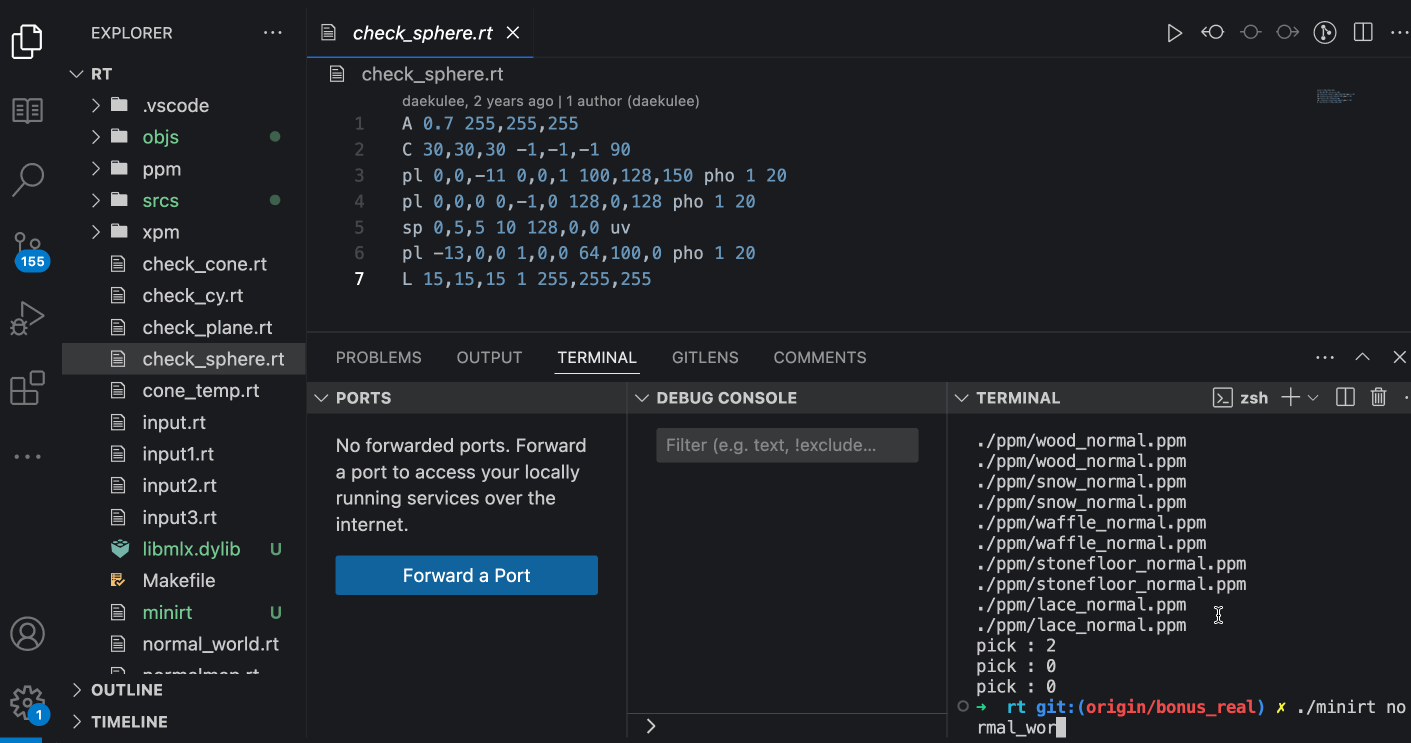 EXPLORER
RT
.vscode
objs
ppm
srcs
xpm
check_cone.rt
check_cy.rt
check_plane.rt
check_sphere.rt
cone_temp.rt
input.rt
input1.rt
input2.rt
input3.rt
libmlx.dylib U
Makefile
minirt U
normal_world.rt
OUTLINE
TIMELINE
155
1
check_sphere.rt
check_sphere.rt
daekulee, 2 years ago | 1 author (daekulee)
1 A 0.7 255,255,255
2 C 30,30,30 -1,-1,-1 90
3 pl 0,0,-11 0,0,1 100,128,150 pho 1 20
4 pl 0,0,0 0,-1,0 128,0,128 pho 1 20
5 sp 0,5,5 10 128,0,0 uv
6 pl -13,0,0 1,0,0 64,100,0 pho 1 20
7 L 15,15,15 1 255,255,255
PROBLEMS OUTPUT TERMINAL GITLENS COMMENTS
PORTS
No forwarded ports. Forward
a port to access your locally
running services over the
internet.
Forward a Port
DEBUG CONSOLE
Filter (e.g. text, !exclude...
TERMINAL zsh
./ppm/wood_normal.ppm
./ppm/wood_normal.ppm
./ppm/snow_normal.ppm
./ppm/snow_normal.ppm
./ppm/waffle_normal.ppm
./ppm/waffle_normal.ppm
./ppm/stonefloor_normal.ppm
./ppm/stonefloor_normal.ppm
./ppm/lace_normal.ppm
./ppm/lace_normal.ppm
pick : 2
pick : 0
pick : 0
➜ rt git:(origin/bonus_real) ✗ ./minirt no
rmal_wor